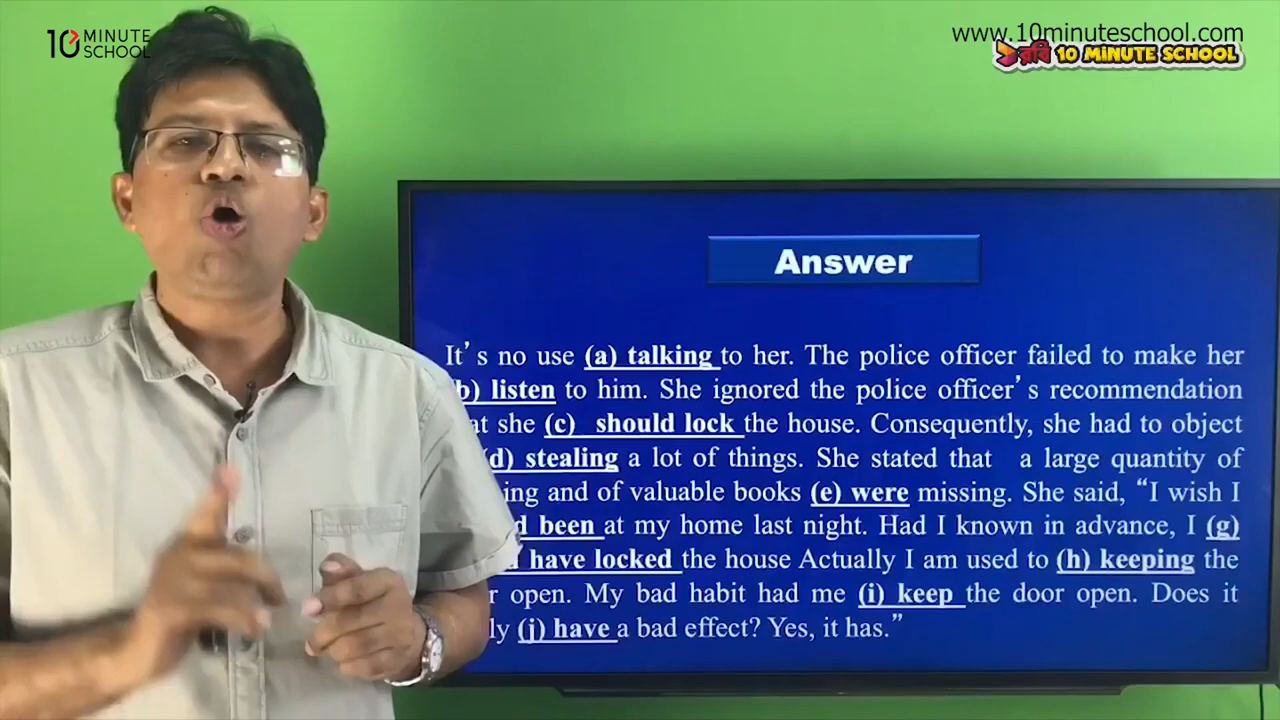 10 MINUTE SCHOOL
www.10minuteschool.com
রবি 10 MINUTE SCHOOL
Answer
It's no use (a) talking to her. The police officer failed to make her
b) listen to him. She ignored the police officer's recommendation
she (c) should lock the house. Consequently, she had to object
(d) stealing a lot of things. She stated that a large quantity of
and of valuable books (e) were missing. She said, “I wish I
been at my home last night. Had I known in advance, I (g)
have locked the house Actually I am used to (h) keeping the
open. My bad habit had me (i) keep the door open. Does it
(j) have a bad effect? Yes, it has.”